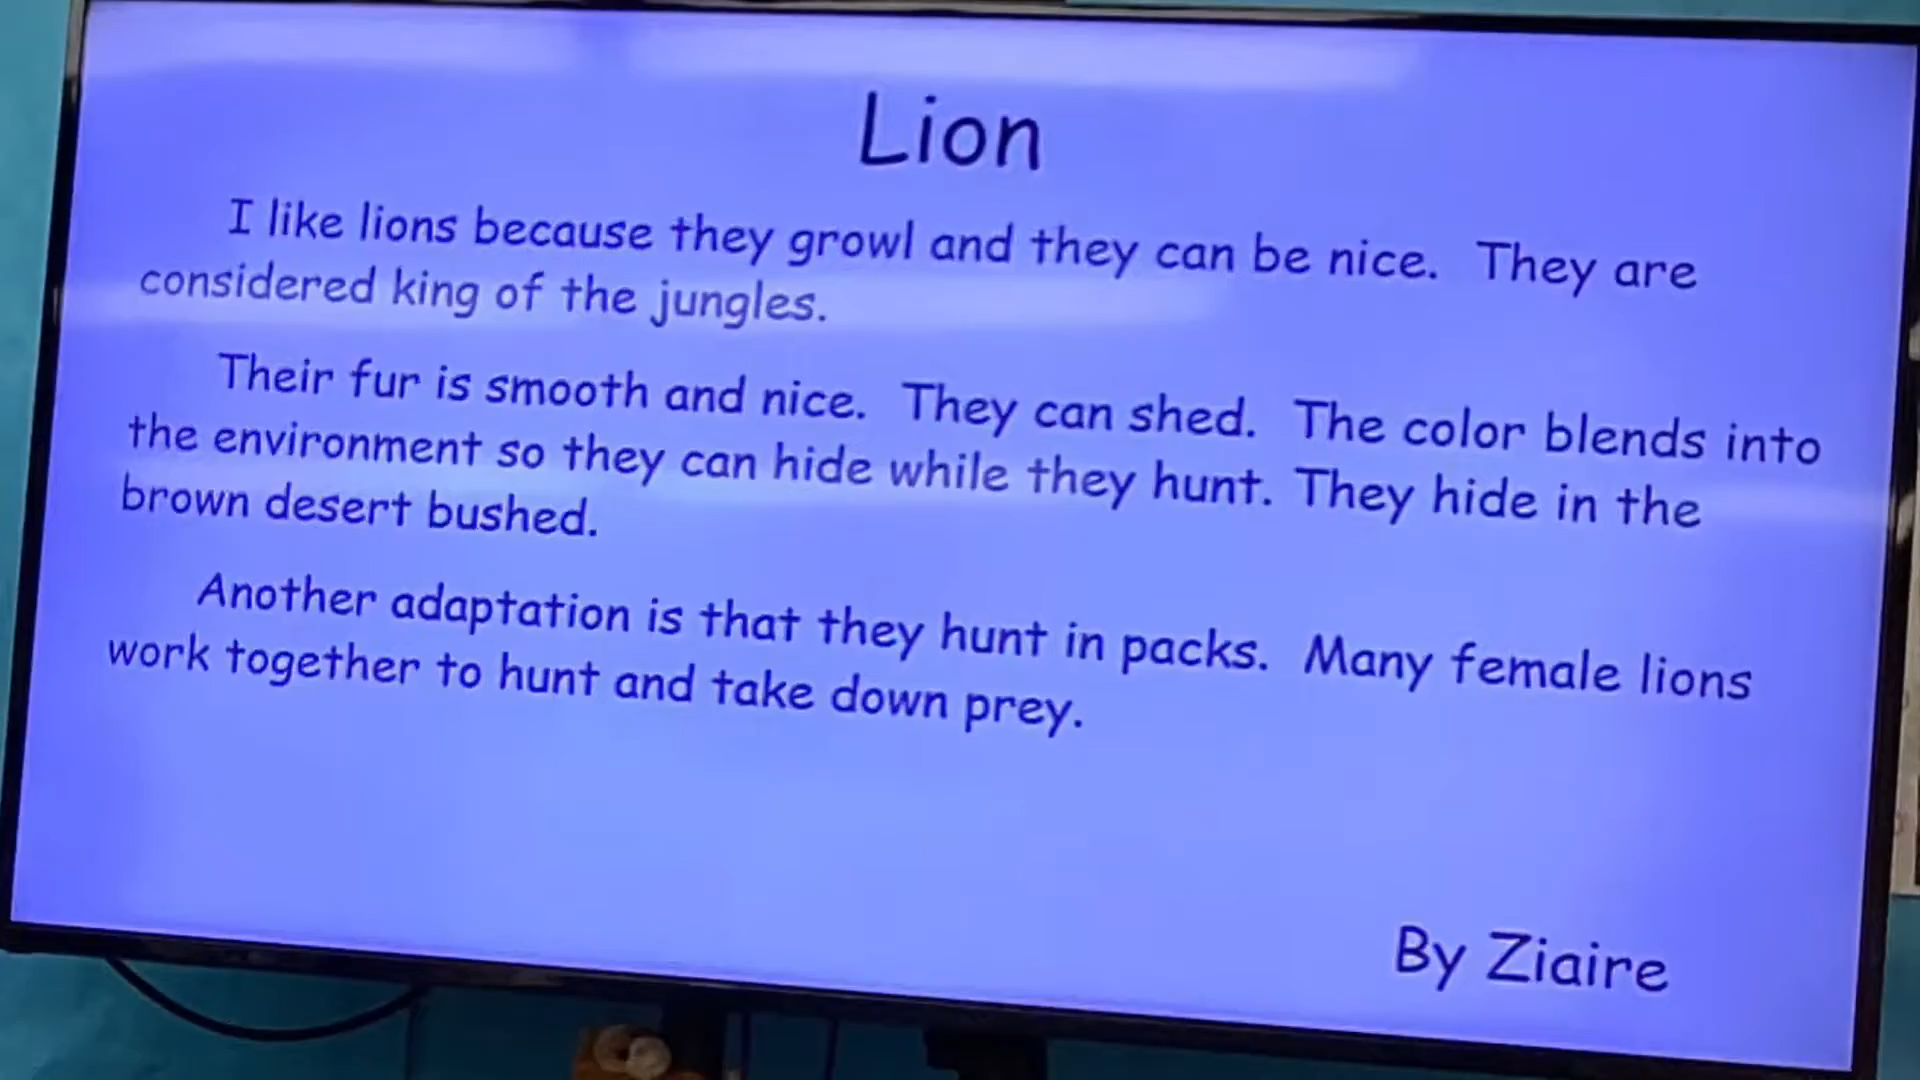 Lion
I like lions because they growl and they can be nice. They are
considered king of the jungles.
Their fur is smooth and nice. They can shed. The color blends into
the environment so they can hide while they hunt. They hide in the
brown desert bushed.
Another adaptation is that they hunt in packs. Many female lions
work together to hunt and take down prey.
By Ziaire